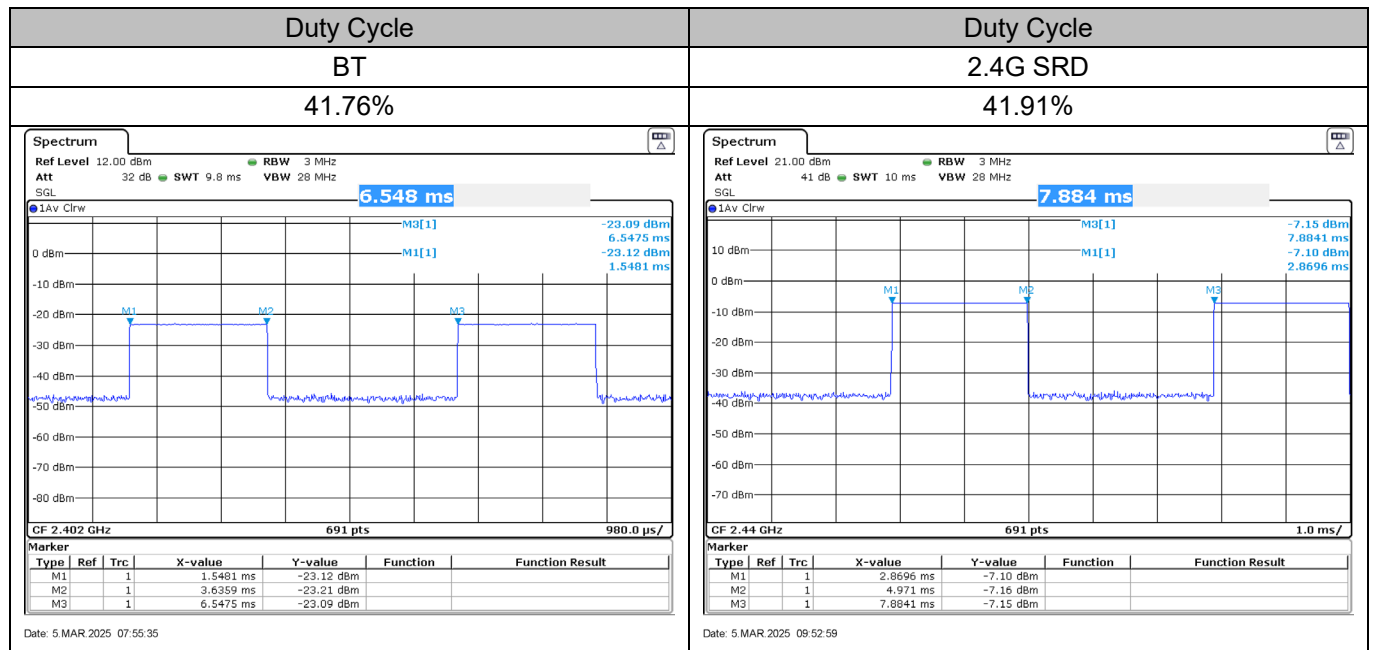 Duty Cycle Duty Cycle
BT 2.4G SRD
41.76% 41.91%
Spectrum
Ref Level 12.00 dBm RBW 3 MHz
Att 32 dB SWT 9.8 ms VBW 28 MHz
SGL
6.548 ms
1Av Clrw
M3[1] -23.09 dBm
6.5475 ms
0 dBm M1[1] -23.12 dBm
1.5481 ms
-10 dBm
-20 dBm M1 M2 M3
-30 dBm
-40 dBm
-50 dBm
-60 dBm
-70 dBm
-80 dBm
CF 2.402 GHz 691 pts 980.0 µs/
Marker
Type Ref Trc X-value Y-value Function Function Result
M1 1 1.5481 ms -23.12 dBm
M2 1 3.6359 ms -23.21 dBm
M3 1 6.5475 ms -23.09 dBm
Date: 5.MAR.2025 07:55:35
Spectrum
Ref Level 21.00 dBm RBW 3 MHz
Att 41 dB SWT 10 ms VBW 28 MHz
SGL
7.884 ms
1Av Clrw
M3[1] -7.15 dBm
7.8841 ms
10 dBm M1[1] -7.10 dBm
2.8696 ms
0 dBm
M1 M2 M3
-10 dBm
-20 dBm
-30 dBm
-40 dBm
-50 dBm
-60 dBm
-70 dBm
CF 2.44 GHz 691 pts 1.0 ms/
Marker
Type Ref Trc X-value Y-value Function Function Result
M1 1 2.8696 ms -7.10 dBm
M2 1 4.971 ms -7.16 dBm
M3 1 7.8841 ms -7.15 dBm
Date: 5.MAR.2025 09:52:59